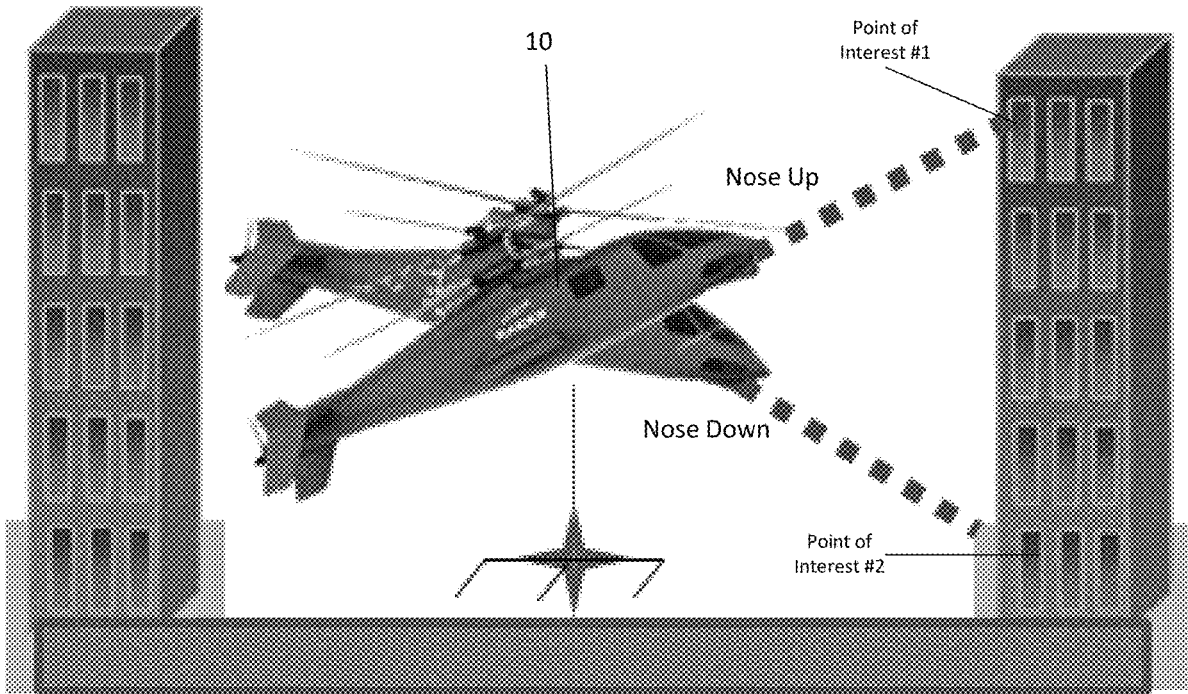 10
Point of
Interest #1
Nose Up
Nose Down
Point of
Interest #2